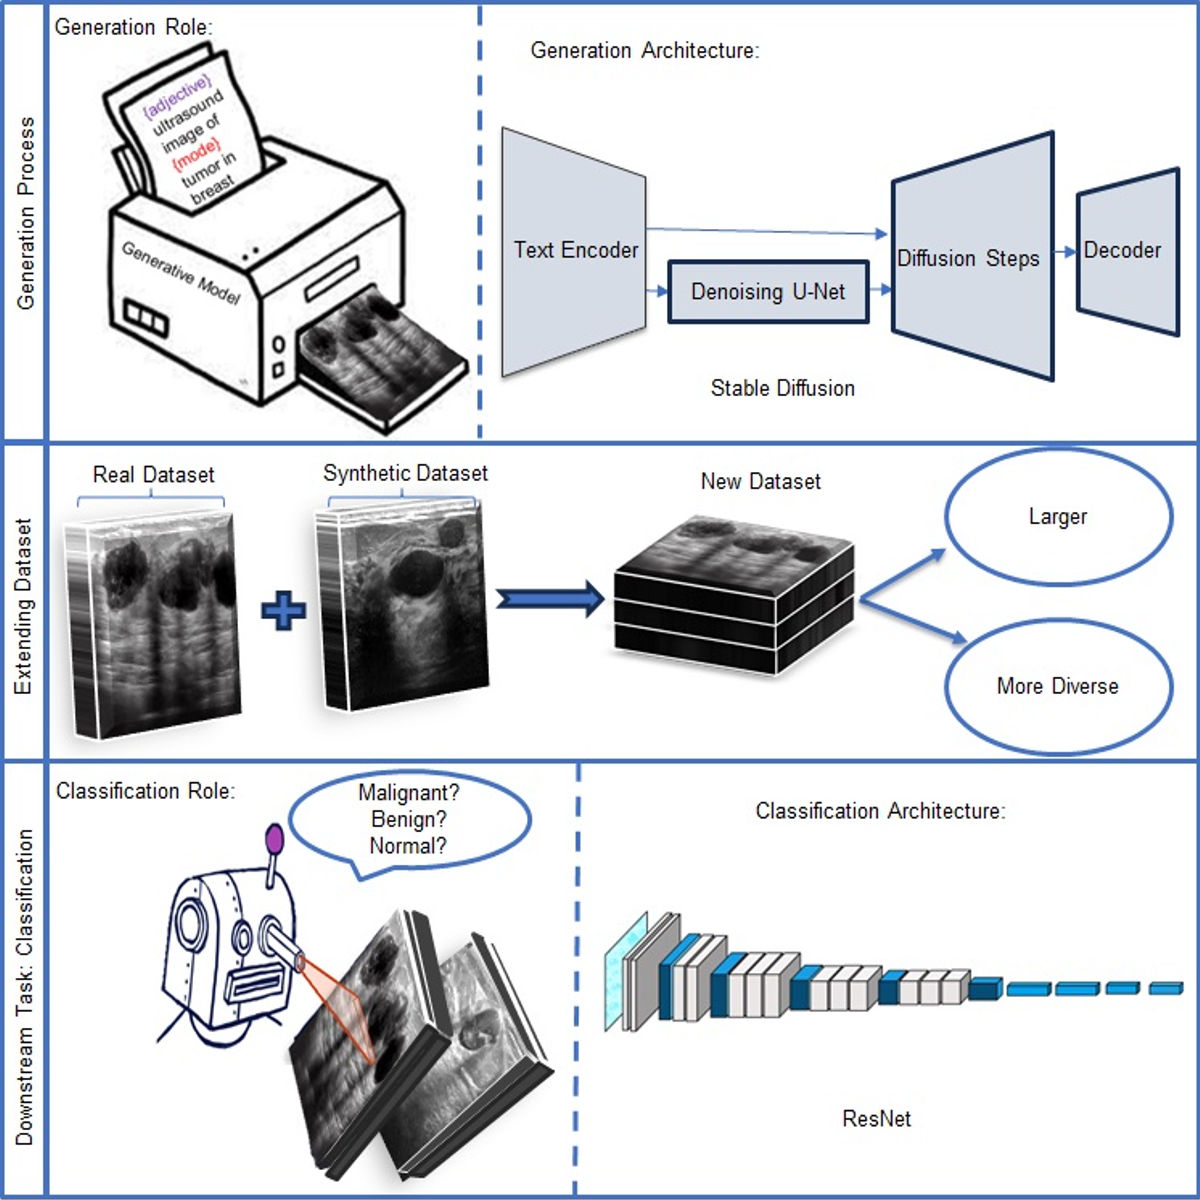 Generation Process
Generation Role:
{adjective}
ultrasound
image of
{mode}
tumor in
breast
Generative Model
Generation Architecture:
Text Encoder
Denoising U-Net
Diffusion Steps
Decoder
Stable Diffusion
Extending Dataset
Real Dataset
Synthetic Dataset
New Dataset
Larger
More Diverse
Downstream Task: Classification
Classification Role:
Malignant?
Benign?
Normal?
Classification Architecture:
ResNet